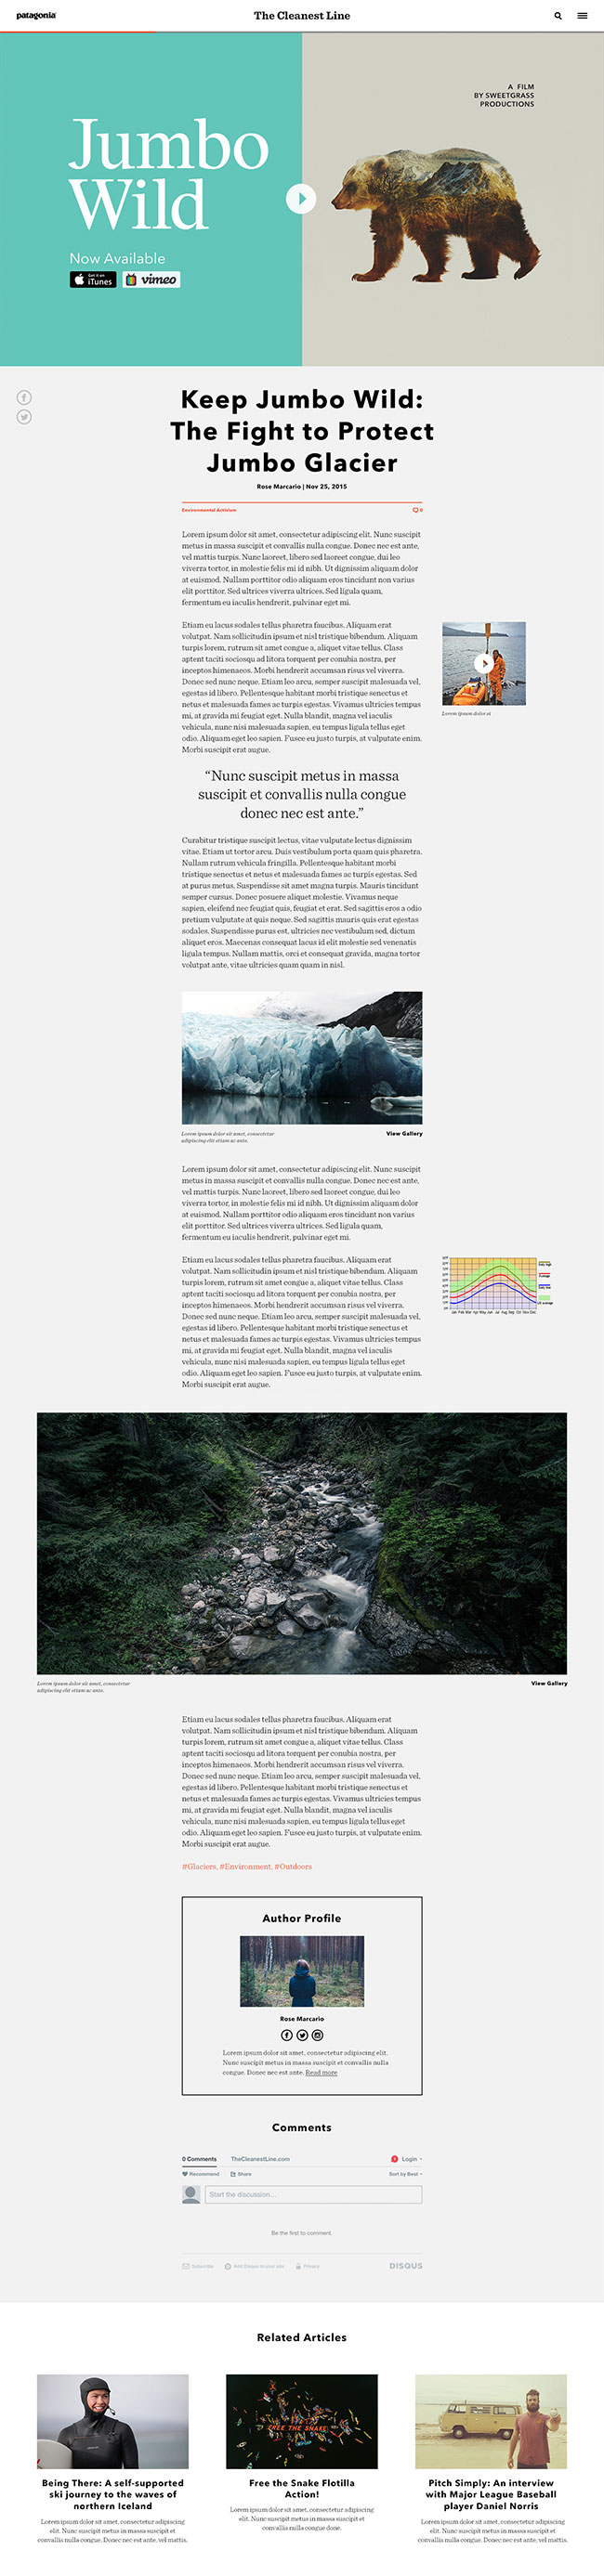 patagonia
The Cleanest Line
A FILM
BY SWEETGRASS
PRODUCTIONS
Jumbo
Wild
Now Available
Get it on
iTunes
vimeo
Keep Jumbo Wild:
The Fight to Protect
Jumbo Glacier
Rose Marcario | Nov 25, 2015
Environmental Activism
0
Lorem ipsum dolor sit amet, consectetur adipiscing elit. Nunc suscipit
metus in massa suscipit et convallis nulla congue. Donec nec est ante,
vel mattis turpis. Nunc laoreet, libero sed laoreet congue, dui leo
viverra tortor, in molestie felis mi id nibh. Ut dignissim aliquam dolor
at euismod. Nullam porttitor odio aliquam eros tincidunt non varius
elit porttitor. Sed ultrices viverra ultrices. Sed ligula quam,
fermentum eu iaculis hendrerit, pulvinar eget mi.
Etiam eu lacus sodales tellus pharetra faucibus. Aliquam erat
volutpat. Nam sollicitudin ipsum et nisl tristique bibendum. Aliquam
turpis lorem, rutrum sit amet congue a, aliquet vitae tellus. Class
aptent taciti sociosqu ad litora torquent per conubia nostra, per
inceptos himenaeos. Morbi hendrerit accumsan risus vel viverra.
Donec sed nunc neque. Etiam leo arcu, semper suscipit malesuada vel,
egestas id libero. Pellentesque habitant morbi tristique senectus et
netus et malesuada fames ac turpis egestas. Vivamus ultricies tempus
mi, at gravida mi feugiat eget. Nulla blandit, magna vel iaculis
vehicula, nunc nisi malesuada sapien, eu tempus ligula tellus eget
odio. Aliquam eget leo sapien. Fusce eu justo turpis, at vulputate enim.
Morbi suscipit erat augue.
Lorem ipsum dolor si
“Nunc suscipit metus in massa
suscipit et convallis nulla congue
donec nec est ante.”
Curabitur tristique suscipit lectus, vitae vulputate lectus dignissim
vitae. Etiam ut tortor arcu. Duis vestibulum porta quam quis pharetra.
Nullam rutrum vehicula fringilla. Pellentesque habitant morbi
tristique senectus et netus et malesuada fames ac turpis egestas. Sed
at purus metus. Suspendisse sit amet magna turpis. Mauris tincidunt
semper cursus. Donec posuere aliquet molestie. Vivamus neque
sapien, eleifend nec feugiat quis, feugiat et erat. Sed sagittis eros a odio
pretium vulputate at quis neque. Sed sagittis mauris quis erat egestas
sodales. Suspendisse purus est, ultricies nec vestibulum sed, dictum
aliquet eros. Maecenas consequat lacus id elit molestie sed venenatis
ligula tempus. Nullam mattis, orci et consequat gravida, magna tortor
volutpat ante, vitae ultricies quam quam in nisl.
Lorem ipsum dolor sit amet, consectetur
adipiscing elit etiam ac ante.
View Gallery
Lorem ipsum dolor sit amet, consectetur adipiscing elit. Nunc suscipit
metus in massa suscipit et convallis nulla congue. Donec nec est ante,
vel mattis turpis. Nunc laoreet, libero sed laoreet congue, dui leo
viverra tortor, in molestie felis mi id nibh. Ut dignissim aliquam dolor
at euismod. Nullam porttitor odio aliquam eros tincidunt non varius
elit porttitor. Sed ultrices viverra ultrices. Sed ligula quam,
fermentum eu iaculis hendrerit, pulvinar eget mi.
Etiam eu lacus sodales tellus pharetra faucibus. Aliquam erat
volutpat. Nam sollicitudin ipsum et nisl tristique bibendum. Aliquam
turpis lorem, rutrum sit amet congue a, aliquet vitae tellus. Class
aptent taciti sociosqu ad litora torquent per conubia nostra, per
inceptos himenaeos. Morbi hendrerit accumsan risus vel viverra.
Donec sed nunc neque. Etiam leo arcu, semper suscipit malesuada vel,
egestas id libero. Pellentesque habitant morbi tristique senectus et
netus et malesuada fames ac turpis egestas. Vivamus ultricies tempus
mi, at gravida mi feugiat eget. Nulla blandit, magna vel iaculis
vehicula, nunc nisi malesuada sapien, eu tempus ligula tellus eget
odio. Aliquam eget leo sapien. Fusce eu justo turpis, at vulputate enim.
Morbi suscipit erat augue.
Jan Feb Mar Apr May Jun Jul Aug Sep Oct Nov Dec
Lorem ipsum dolor sit amet, consectetur
adipiscing elit etiam ac ante.
View Gallery
Etiam eu lacus sodales tellus pharetra faucibus. Aliquam erat
volutpat. Nam sollicitudin ipsum et nisl tristique bibendum. Aliquam
turpis lorem, rutrum sit amet congue a, aliquet vitae tellus. Class
aptent taciti sociosqu ad litora torquent per conubia nostra, per
inceptos himenaeos. Morbi hendrerit accumsan risus vel viverra.
Donec sed nunc neque. Etiam leo arcu, semper suscipit malesuada vel,
egestas id libero. Pellentesque habitant morbi tristique senectus et
netus et malesuada fames ac turpis egestas. Vivamus ultricies tempus
mi, at gravida mi feugiat eget. Nulla blandit, magna vel iaculis
vehicula, nunc nisi malesuada sapien, eu tempus ligula tellus eget
odio. Aliquam eget leo sapien. Fusce eu justo turpis, at vulputate enim.
Morbi suscipit erat augue.
#Glaciers, #Environment, #Outdoors
Author Profile
Rose Marcario
Lorem ipsum dolor sit amet, consectetur adipiscing elit.
Nunc suscipit metus in massa suscipit et convallis nulla
congue. Donec nec est ante. Read more
Comments
0 Comments TheCleanestLine.com Login
Recommend Share Sort by Best
Start the discussion...
Be the first to comment.
Subscribe Add Disqus to your site Privacy DISQUS
Related Articles
FREE THE SNAKE
Being There: A self-supported
ski journey to the waves of
northern Iceland
Lorem ipsum dolor sit amet, consectetur adipiscing
elit. Nunc suscipit metus in massa suscipit et
convallis nulla congue. Donec nec est ante, vel mattis.
Free the Snake Flotilla
Action!
Lorem ipsum dolor sit amet, consectetur adipiscing
elit. Nunc suscipit metus in massa suscipit et
convallis nulla congue done.
Pitch Simply: An interview
with Major League Baseball
player Daniel Norris
Lorem ipsum dolor sit amet, consectetur adipiscing
elit. Nunc suscipit metus in massa suscipit et
convallis nulla congue. Donec nec est ante, vel mattis.